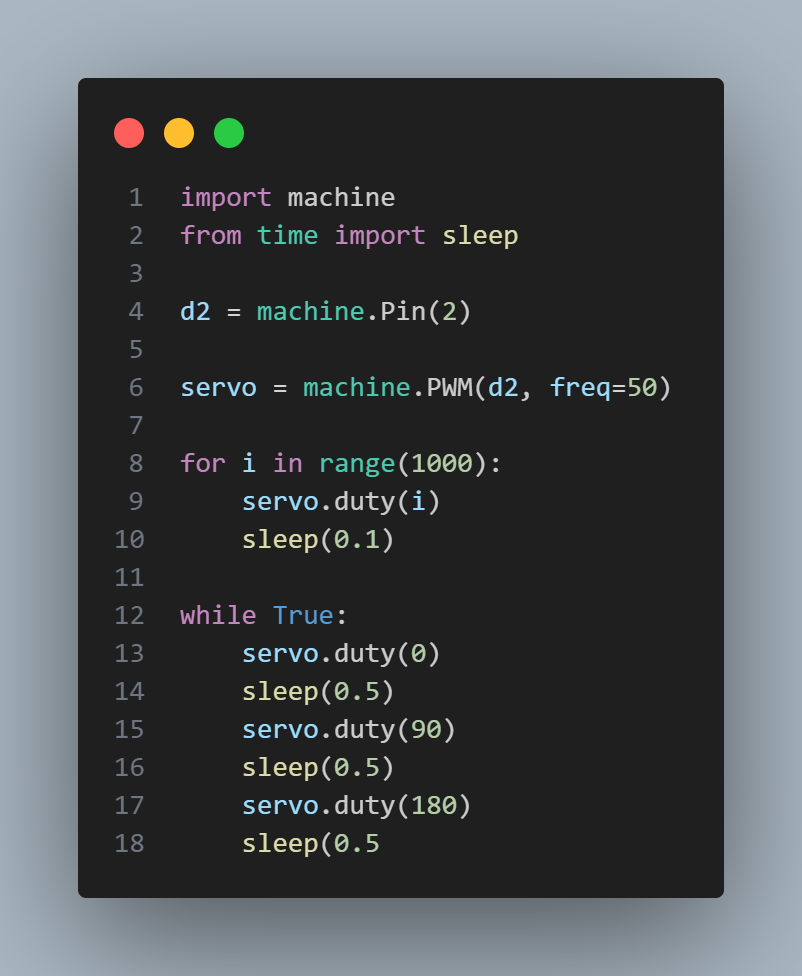 1 import machine
2 from time import sleep
3
4 d2 = machine.Pin(2)
5
6 servo = machine.PWM(d2, freq=50)
7
8 for i in range(1000):
9     servo.duty(i)
10     sleep(0.1)
11
12 while True:
13     servo.duty(0)
14     sleep(0.5)
15     servo.duty(90)
16     sleep(0.5)
17     servo.duty(180)
18     sleep(0.5